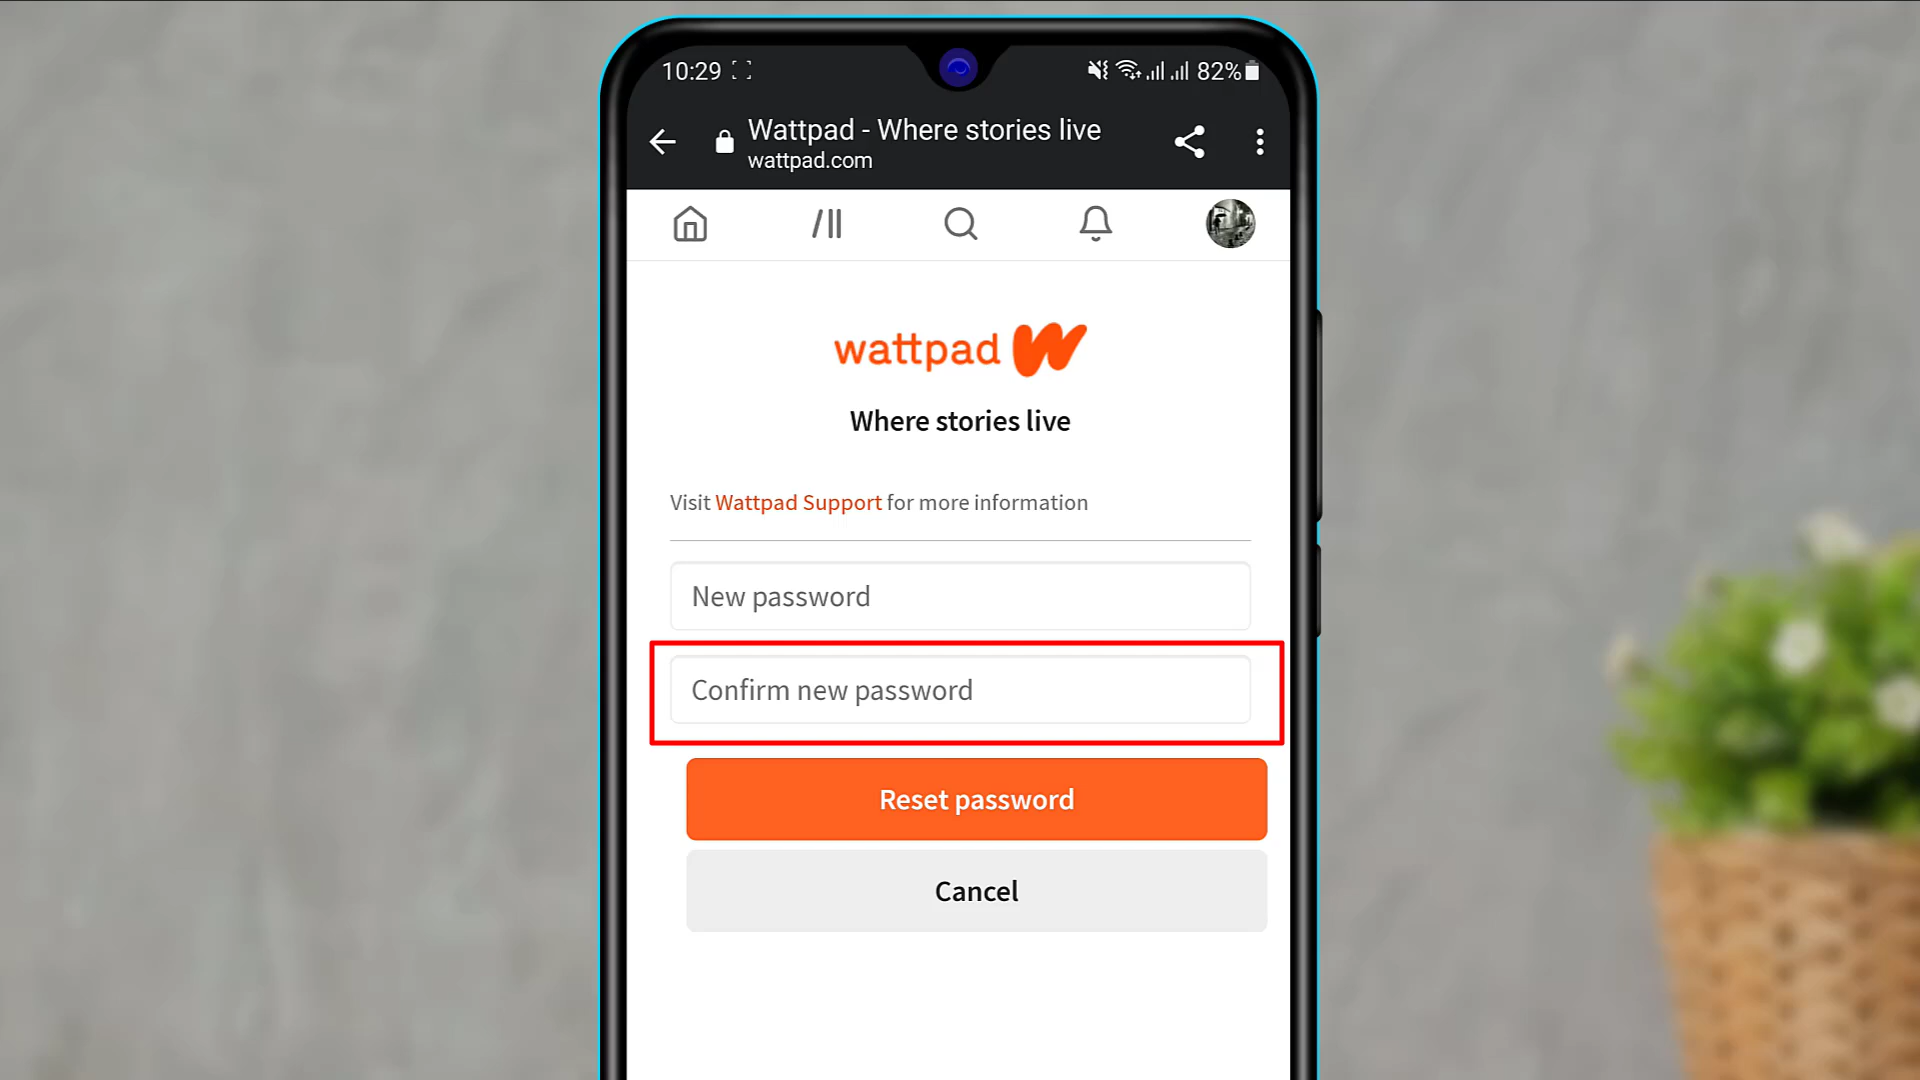 10:29
82%
Wattpad - Where stories live
wattpad.com
wattpad
Where stories live
Visit Wattpad Support for more information
New password
Confirm new password
Reset password
Cancel